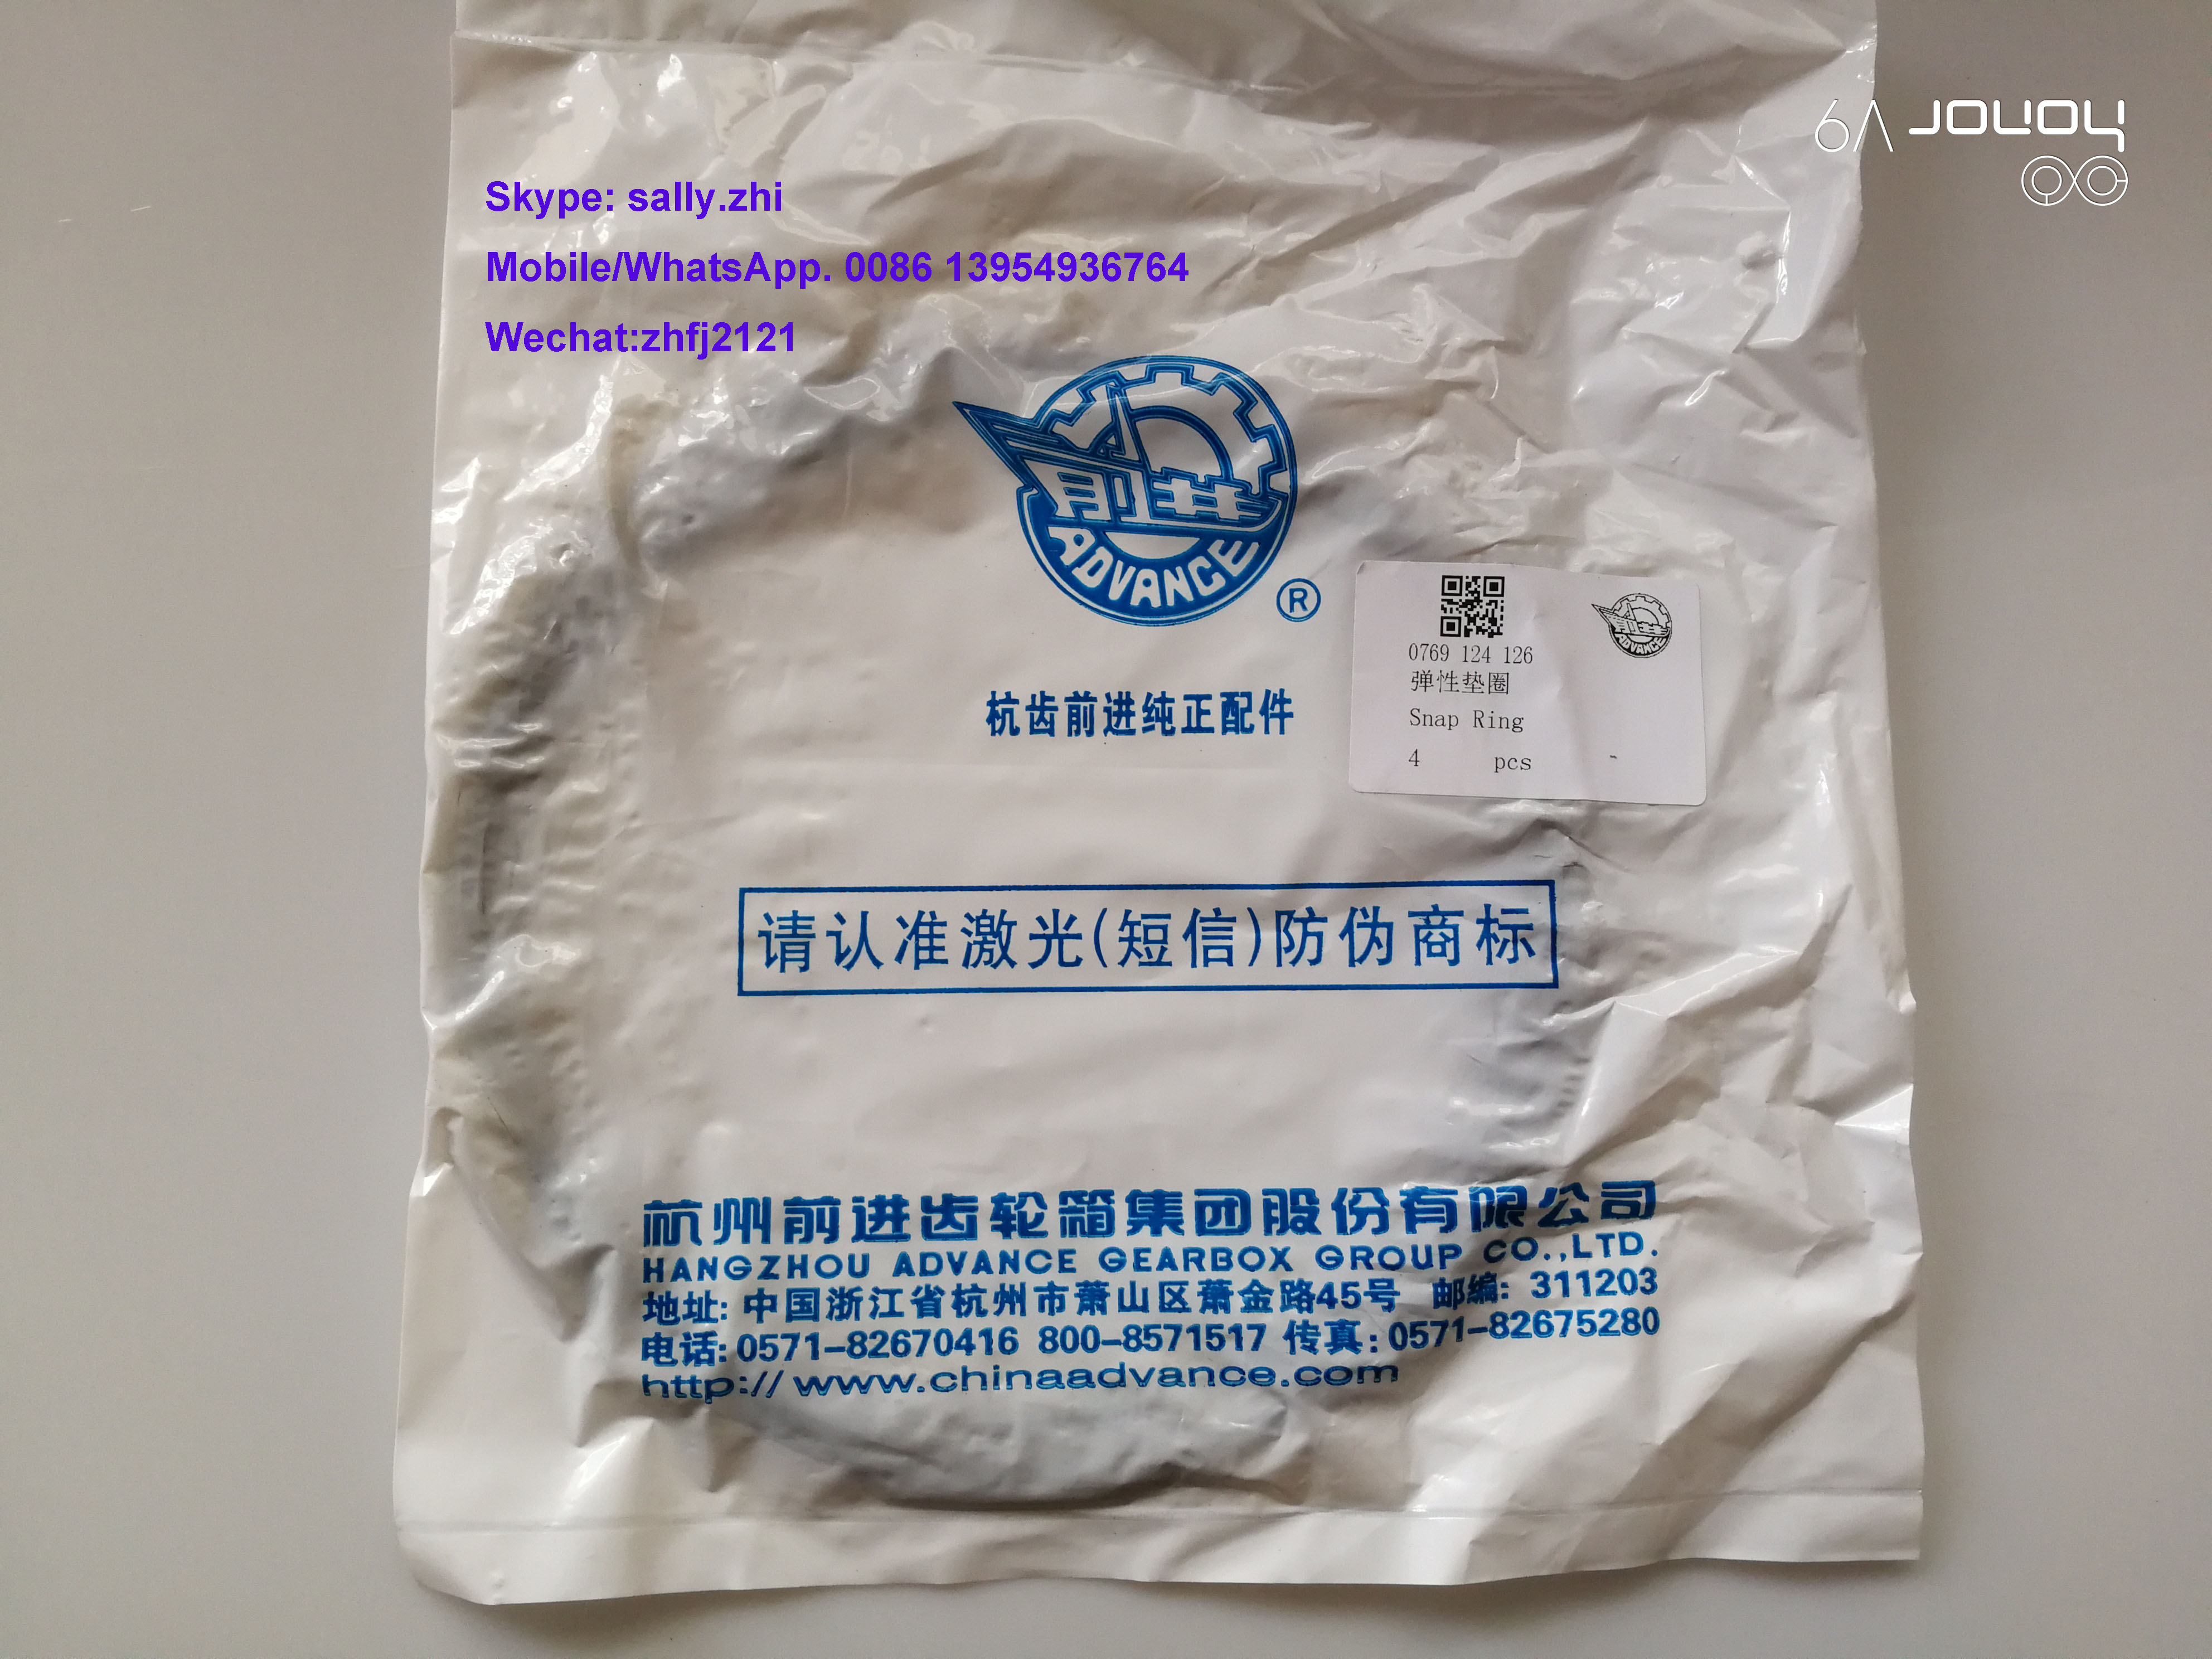 honor 9A
Skype: sally.zhi
Mobile/WhatsApp. 0086 13954936764
Wechat:zhfj2121
前进
ADVANCE
®
0769 124 126
弹性垫圈
Snap Ring
4 pcs -
ADVANCE
杭齿前进纯正配件
请认准激光(短信)防伪商标
杭州前进齿轮箱集团股份有限公司
HANGZHOU ADVANCE GEARBOX GROUP CO.,LTD.
地址: 中国浙江省杭州市萧山区萧金路45号 邮编: 311203
电话: 0571-82670416 800-8571517 传真: 0571-82675280
http://www.chinaadvance.com